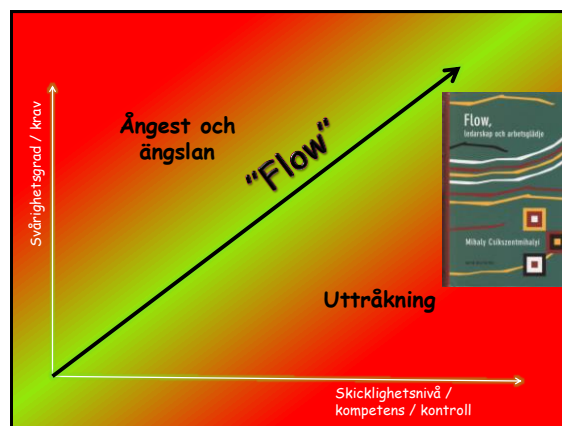 Svårighetsgrad / krav
Ångest och
ängslan
"Flow"
Flow,
ledarskap och arbetsglädje
Mihaly Csikszentmihalyi
Uttråkning
Skicklighetsnivå /
kompetens / kontroll